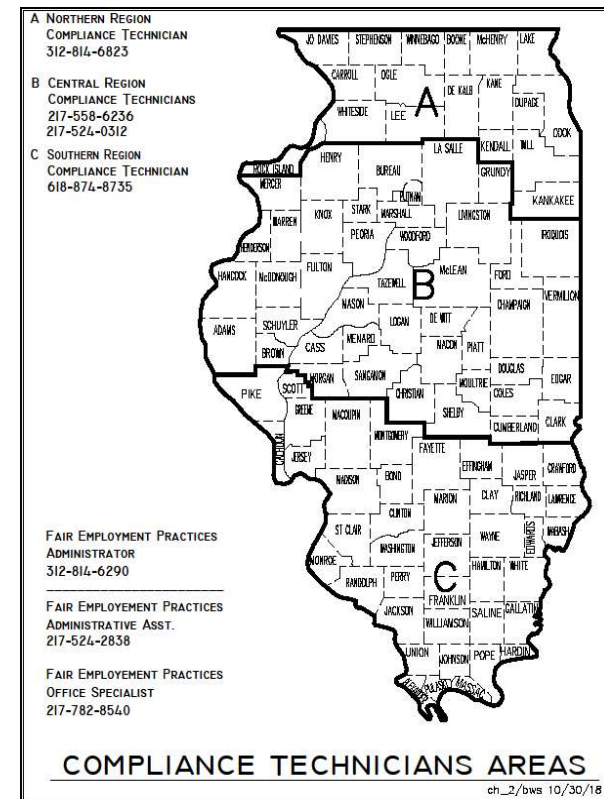 A NORTHERN REGION
COMPLIANCE TECHNICIAN
312-814-6823
B CENTRAL REGION
COMPLIANCE TECHNICIANS
217-558-6236
217-524-0312
C SOUTHERN REGION
COMPLIANCE TECHNICIAN
618-874-8735
JO DAVIES STEPHENSON WINNEBAGO BOONE McHENRY LAKE
CARROLL OGLE DE KALB KANE
DUPAGE
WHITESIDE LEE A COOK
KENDALL WILL
ROCK ISLAND HENRY BUREAU LA SALLE GRUNDY
MERCER PUTNAM KANKAKEE
KNOX STARK MARSHALL LIVINGSTON
WARREN PEORIA WOODFORD IROQUOIS
HENDERSON
HANCOCK McDONOUGH FULTON TAZEWELL McLEAN FORD
B
MASON CHAMPAIGN VERMILION
ADAMS SCHUYLER LOGAN DE WITT
BROWN CASS MENARD MACON PIATT
DOUGLAS
PIKE SCOTT MORGAN SANGAMON CHRISTIAN MOULTRIE COLES EDGAR
GREENE MACOUPIN SHELBY CUMBERLAND CLARK
MONTGOMERY FAYETTE
CALHOUN JERSEY EFFINGHAM JASPER CRAWFORD
MADISON BOND
MARION CLAY RICHLAND LAWRENCE
CLINTON
ST CLAIR WAYNE EDWARDS WABASH
WASHINGTON JEFFERSON
MONROE HAMILTON WHITE
RANDOLPH PERRY C
FRANKLIN
JACKSON SALINE GALLATIN
WILLIAMSON
UNION JOHNSON POPE HARDIN
ALEXANDER PULASKI MASSAC
FAIR EMPLOYMENT PRACTICES
ADMINISTRATOR
312-814-6290
FAIR EMPLOYEMENT PRACTICES
ADMINISTRATIVE ASST.
217-524-2838
FAIR EMPLOYEMENT PRACTICES
OFFICE SPECIALIST
217-782-8540
COMPLIANCE TECHNICIANS AREAS
ch_2/bws 10/30/18